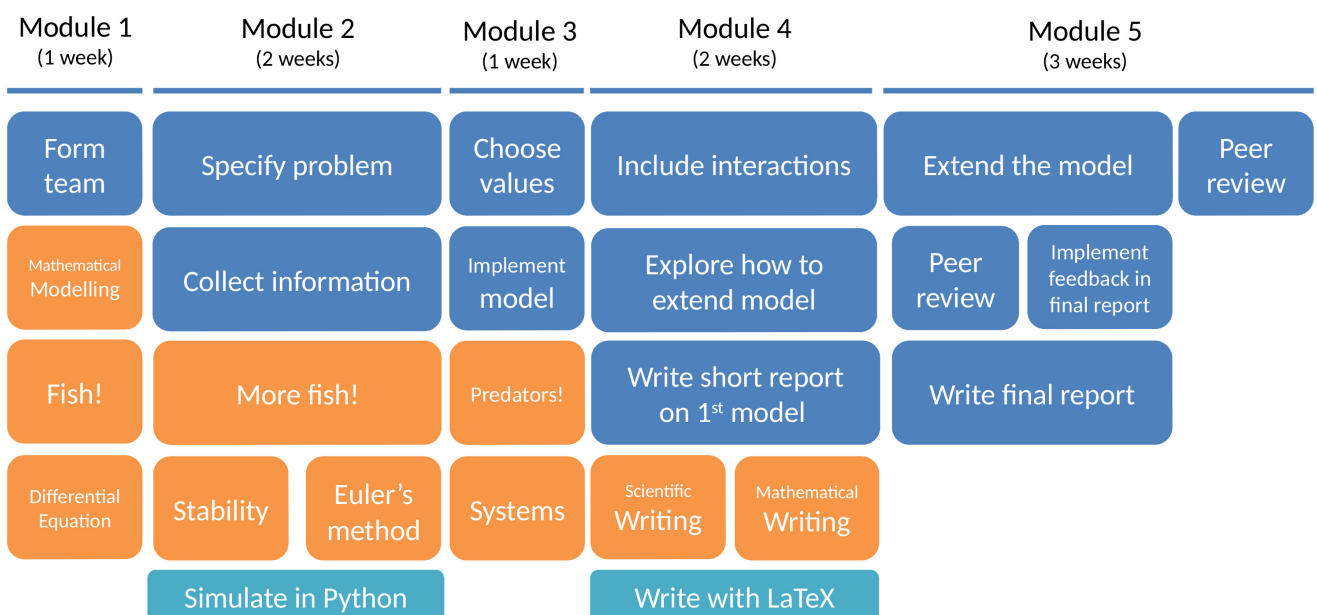 Module 1
(1 week)
Module 2
(2 weeks)
Module 3
(1 week)
Module 4
(2 weeks)
Module 5
(3 weeks)
Form
team
Specify problem
Choose
values
Include interactions
Extend the model
Peer
review
Mathematical
Modelling
Collect information
Implement
model
Explore how to
extend model
Peer
review
Implement
feedback in
final report
Fish!
More fish!
Predators!
Write short report
on 1st model
Write final report
Differential
Equation
Stability
Euler’s
method
Systems
Scientific
Writing
Mathematical
Writing
Simulate in Python
Write with LaTeX